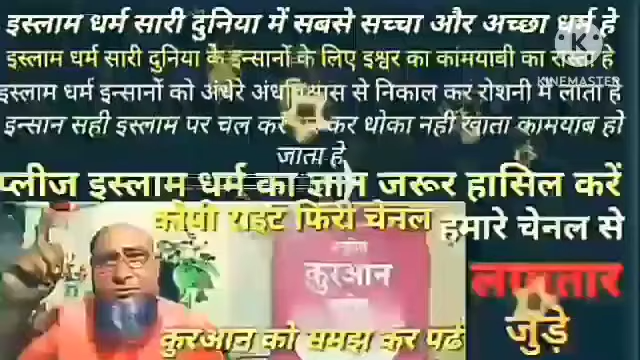 इस्लाम धर्म सारी दुनिया में सबसे सच्चा और अच्छा धर्म हे
इस्लाम धर्म सारी दुनिया के इन्सानों के लिए इश्वर का कामयाबी का रास्ता हे
KINEMASTER
इस्लाम धर्म इन्सानों को अंधेरे अंधविश्वास से निकाल कर रोशनी में लाता हे
इन्सान सही इस्लाम पर चल कर कर धोका नहीं खाता कामयाब हो
जाता हे
प्लीज इस्लाम धर्म का ज्ञान जरूर हासिल करें
कोपी राइट फिरी चेनल
हमारे चेनल से
क़ुरआन
लगातार
जुड़े
कुरआन को समझ कर पढें